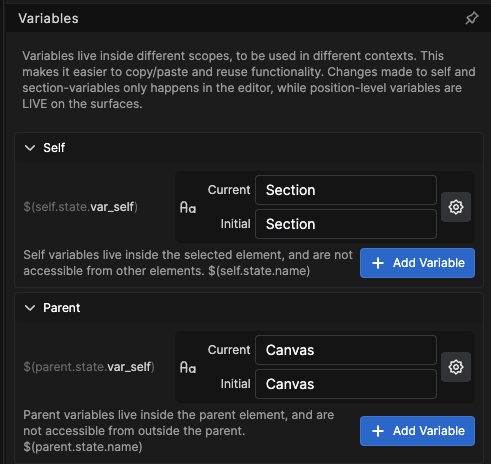 Variables
Variables live inside different scopes, to be used in different contexts. This
makes it easier to copy/paste and reuse functionality. Changes made to self and
section-variables only happens in the editor, while position-level variables are
LIVE on the surfaces.
Self
$(self.state.var_self)
Aa
Current
Section
Initial
Section
Self variables live inside the selected element, and are not
accessible from other elements. $(self.state.name)
+ Add Variable
Parent
$(parent.state.var_self)
Aa
Current
Canvas
Initial
Canvas
Parent variables live inside the parent element, and are
not accessible from outside the parent.
$(parent.state.name)
+ Add Variable